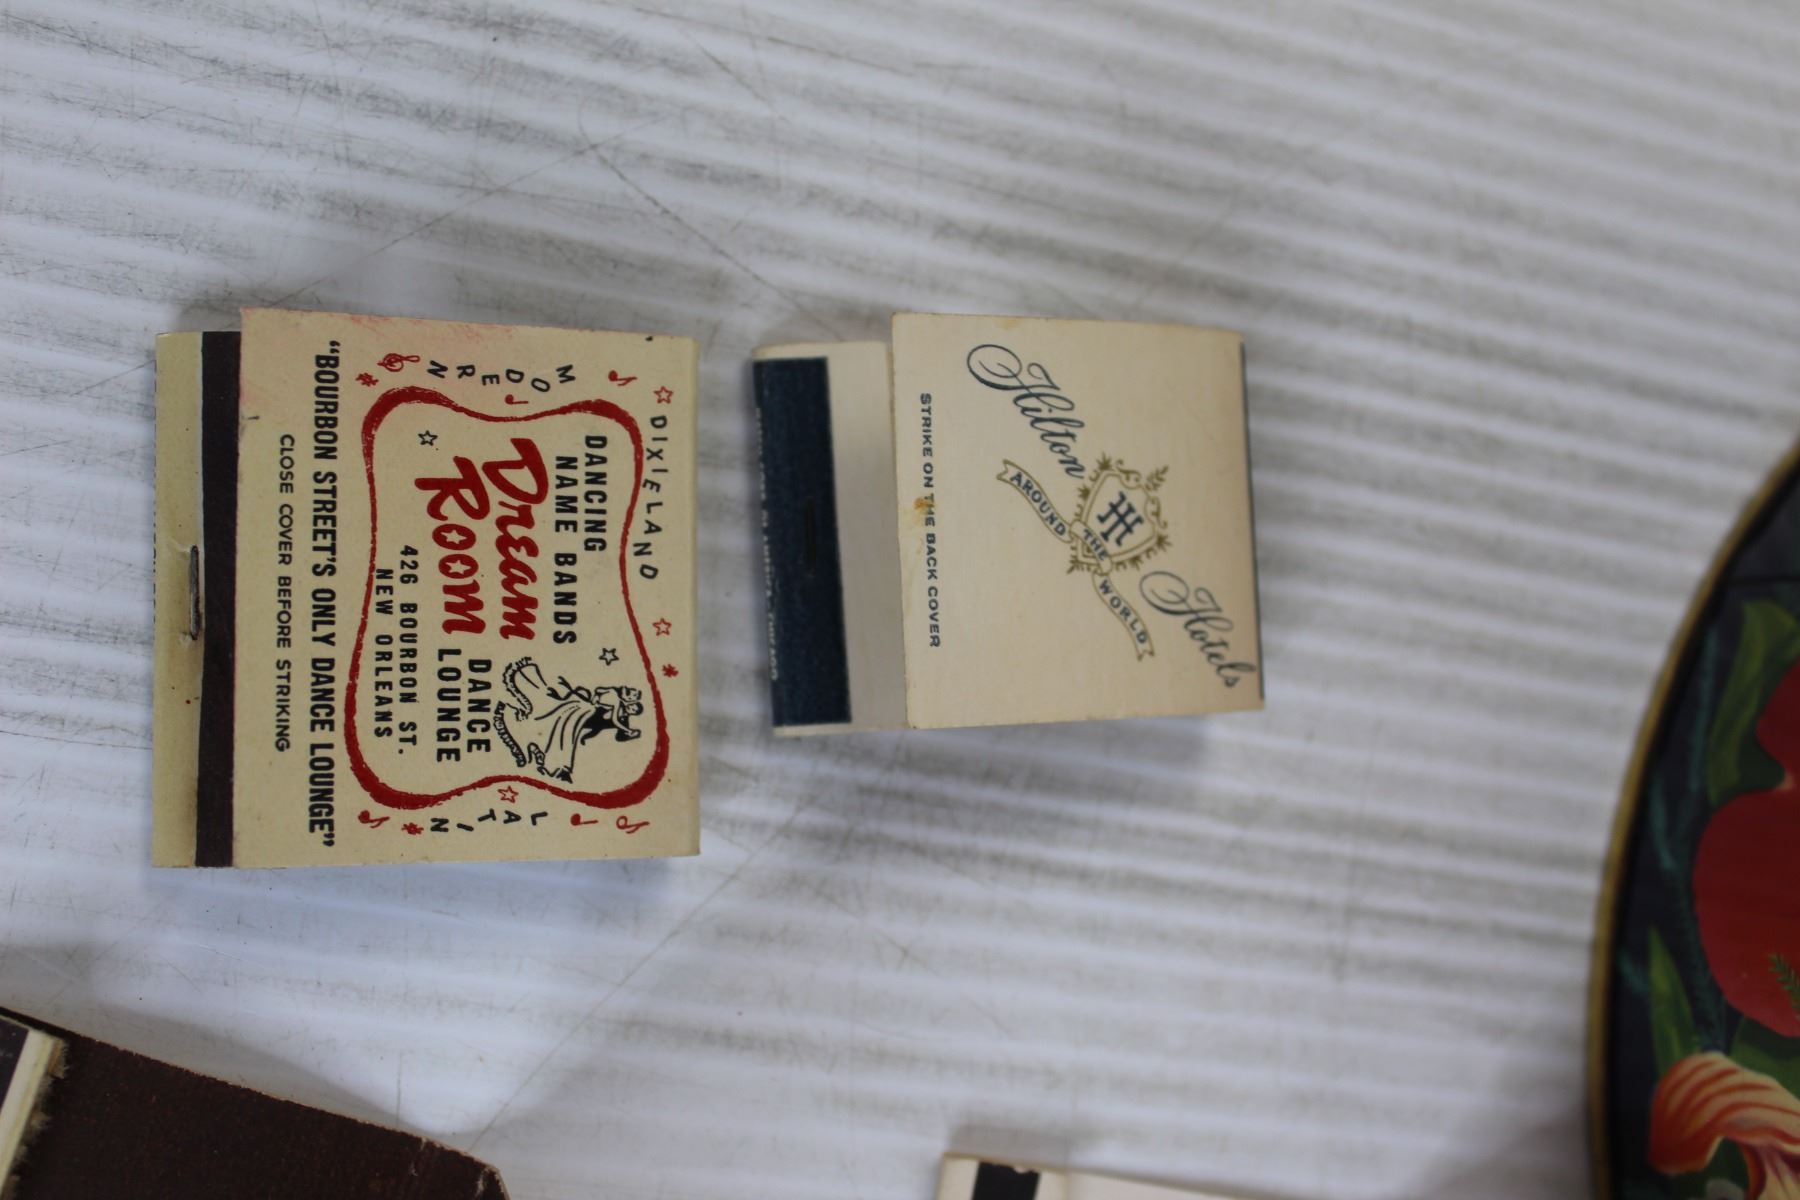 DIXIELAND
MODERN
DANCING
NAME BANDS
Dream
Room
DANCE
LOUNGE
426 BOURBON ST.
NEW ORLEANS
LATIN
"BOURBON STREET'S ONLY DANCE LOUNGE"
CLOSE COVER BEFORE STRIKING
Hilton Hotels
HH
AROUND THE WORLD
STRIKE ON THE BACK COVER